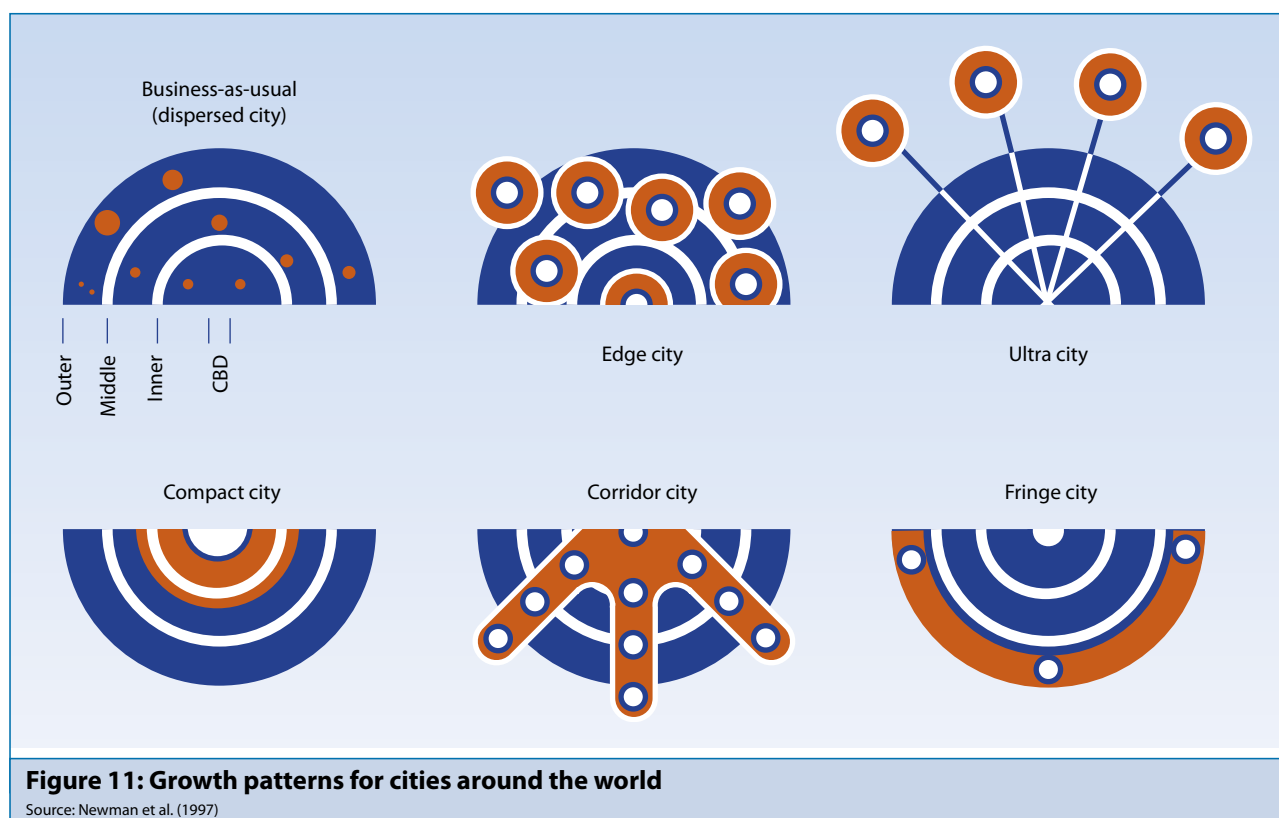 Business-as-usual
(dispersed city)
Outer
Middle
Inner
CBD
Edge city
Ultra city
Compact city
Corridor city
Fringe city
Figure 11: Growth patterns for cities around the world
Source: Newman et al. (1997)